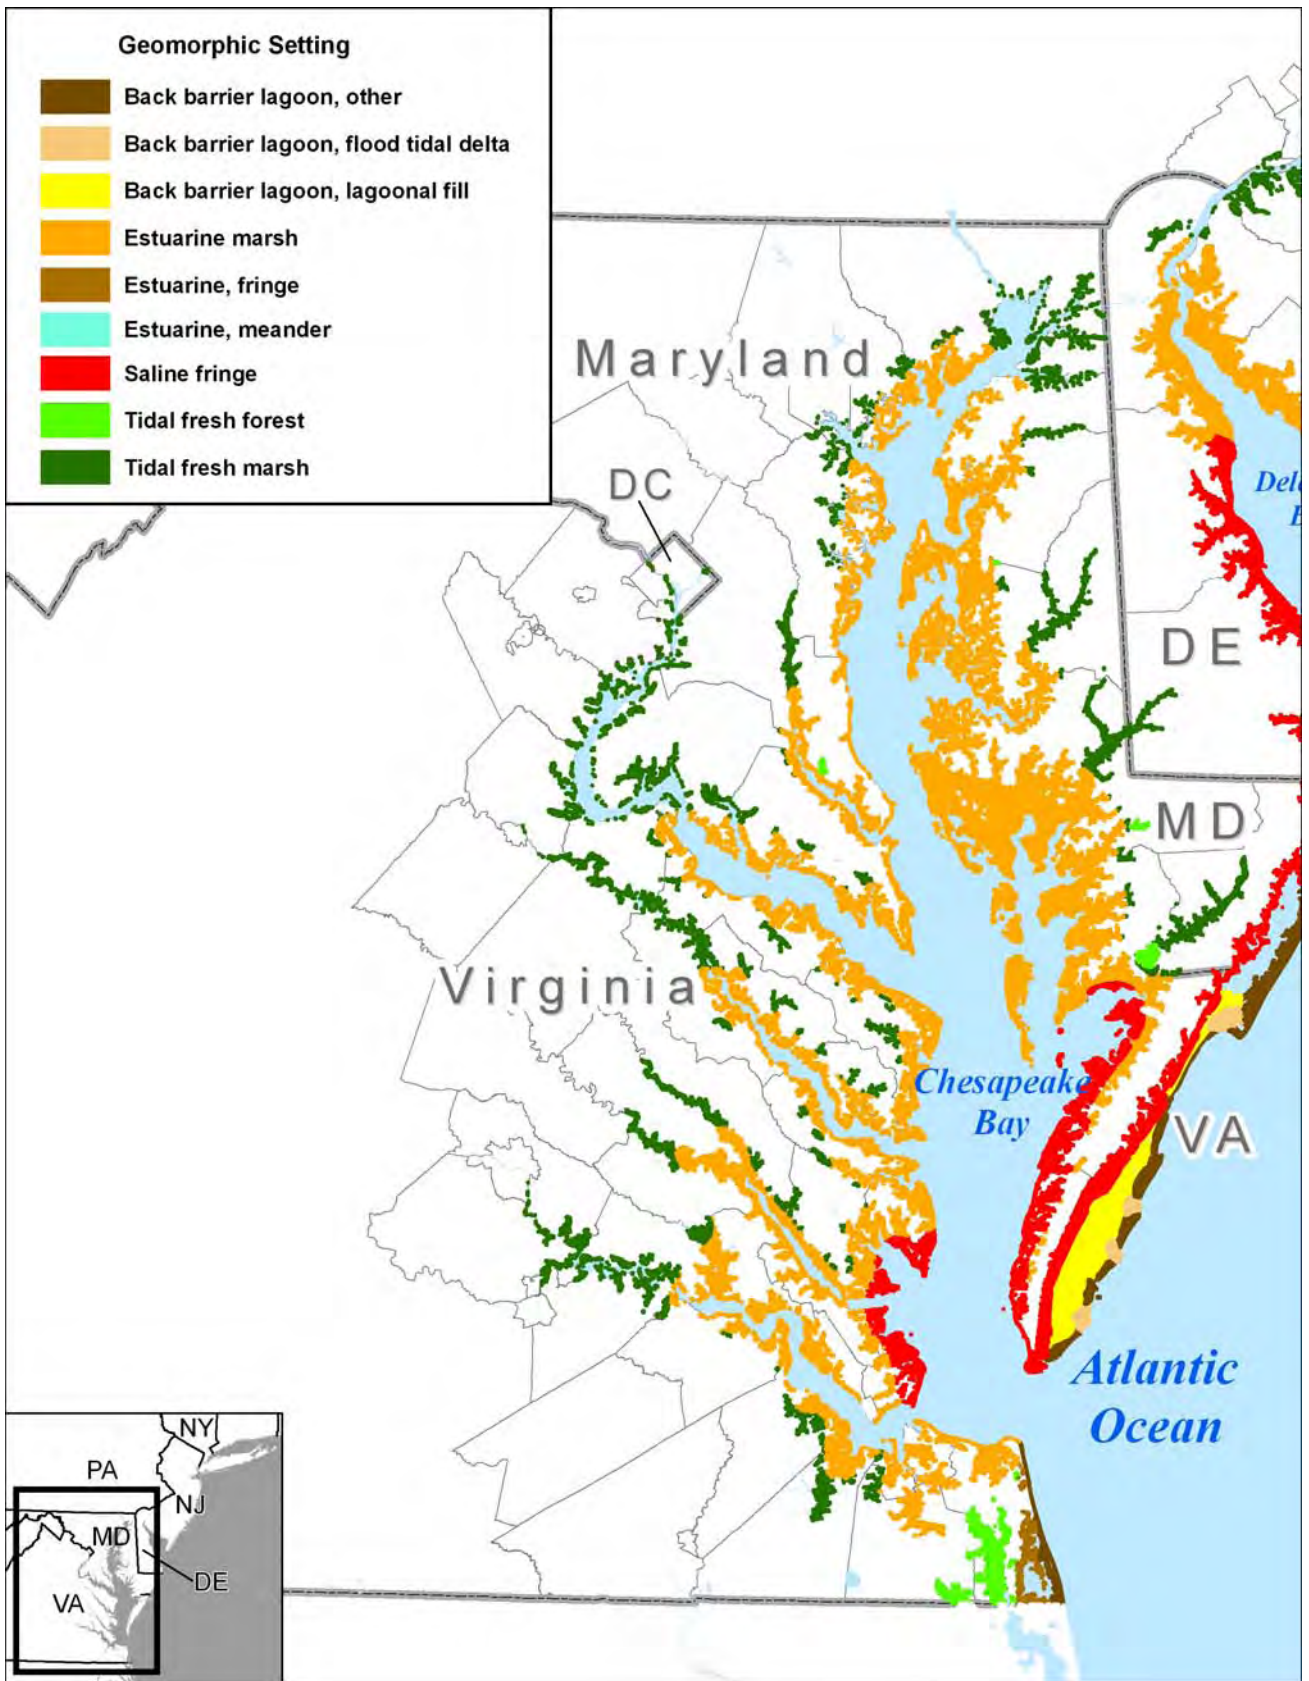 Geomorphic Setting
Back barrier lagoon, other
Back barrier lagoon, flood tidal delta
Back barrier lagoon, lagoonal fill
Estuarine marsh
Estuarine, fringe
Estuarine, meander
Saline fringe
Tidal fresh forest
Tidal fresh marsh
Maryland
DC
Del
DE
MD
Virginia
Chesapeake
Bay
VA
Atlantic
Ocean
NY
PA
NJ
MD
DE
VA